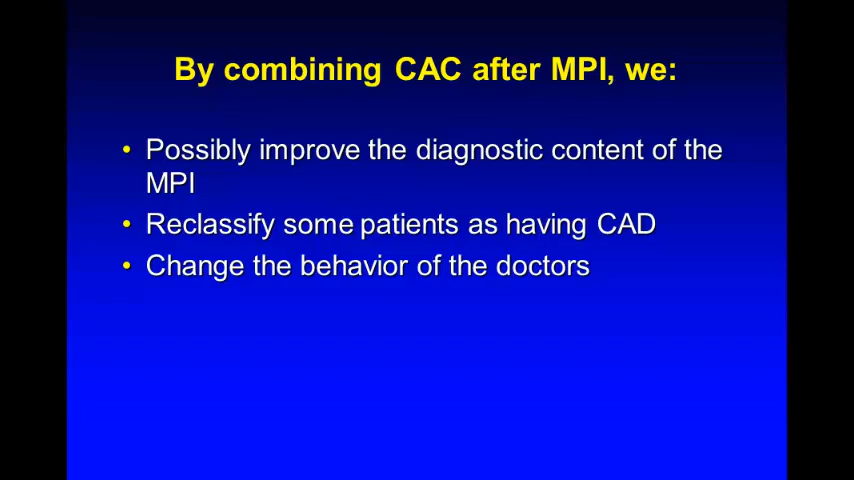 By combining CAC after MPI, we:
• Possibly improve the diagnostic content of the
MPI
• Reclassify some patients as having CAD
• Change the behavior of the doctors